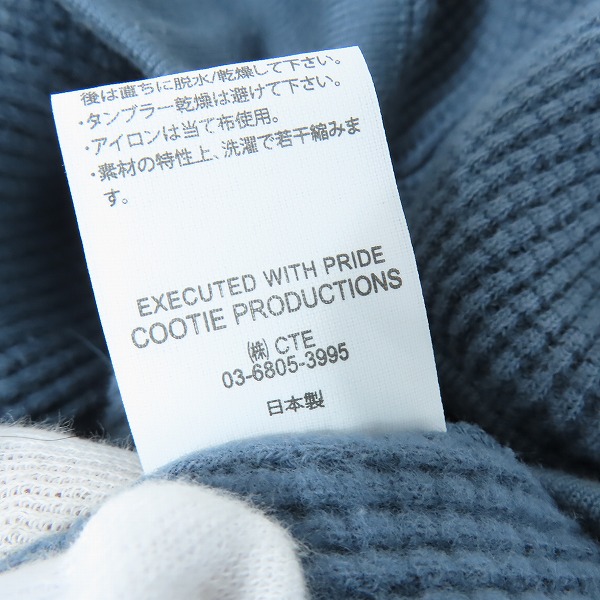 後は直ちに脱水/乾燥して下さい。
・タンブラー乾燥は避けて下さい。
・アイロンは当て布使用。
・素材の特性上、洗濯で若干縮みま
す。
EXECUTED WITH PRIDE
COOTIE PRODUCTIONS
㈱ CTE
03-6805-3995
日本製